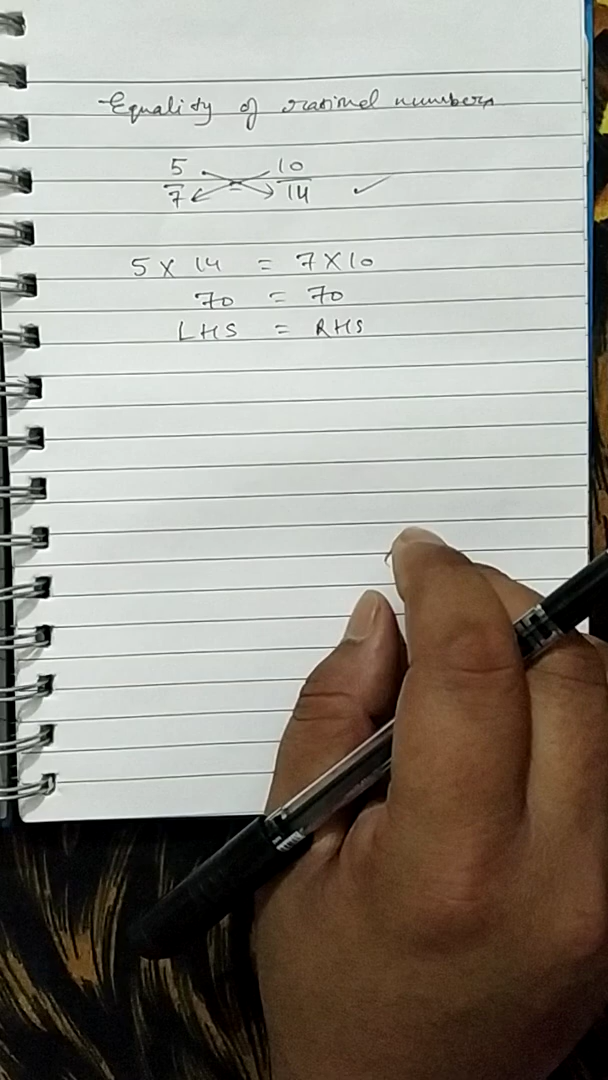 Equality of rational numbers
5/7 = 10/14 ✓
5 × 14 = 7 × 10
70 = 70
LHS = RHS